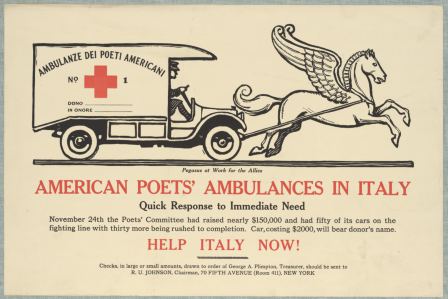 AMBULANZE DEI POETI AMERICANI
No 1
DONO
IN ONORE
Pegasus at Work for the Allies
AMERICAN POETS' AMBULANCES IN ITALY
Quick Response to Immediate Need
November 24th the Poets' Committee had raised nearly $150,000 and had fifty of its cars on the
fighting line with thirty more being rushed to completion. Car, costing $2000, will bear donor's name.
HELP ITALY NOW!
Checks, in large or small amounts, drawn to order of George A. Plimpton, Treasurer, should be sent to
R. U. JOHNSON, Chairman, 70 FIFTH AVENUE (Room 411), NEW YORK